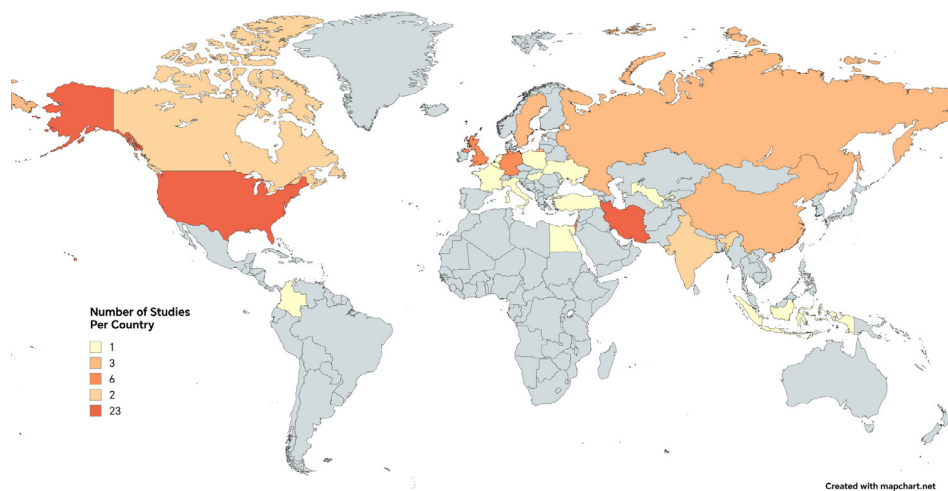 Number of Studies
Per Country
1
3
6
2
23
Created with mapchart.net